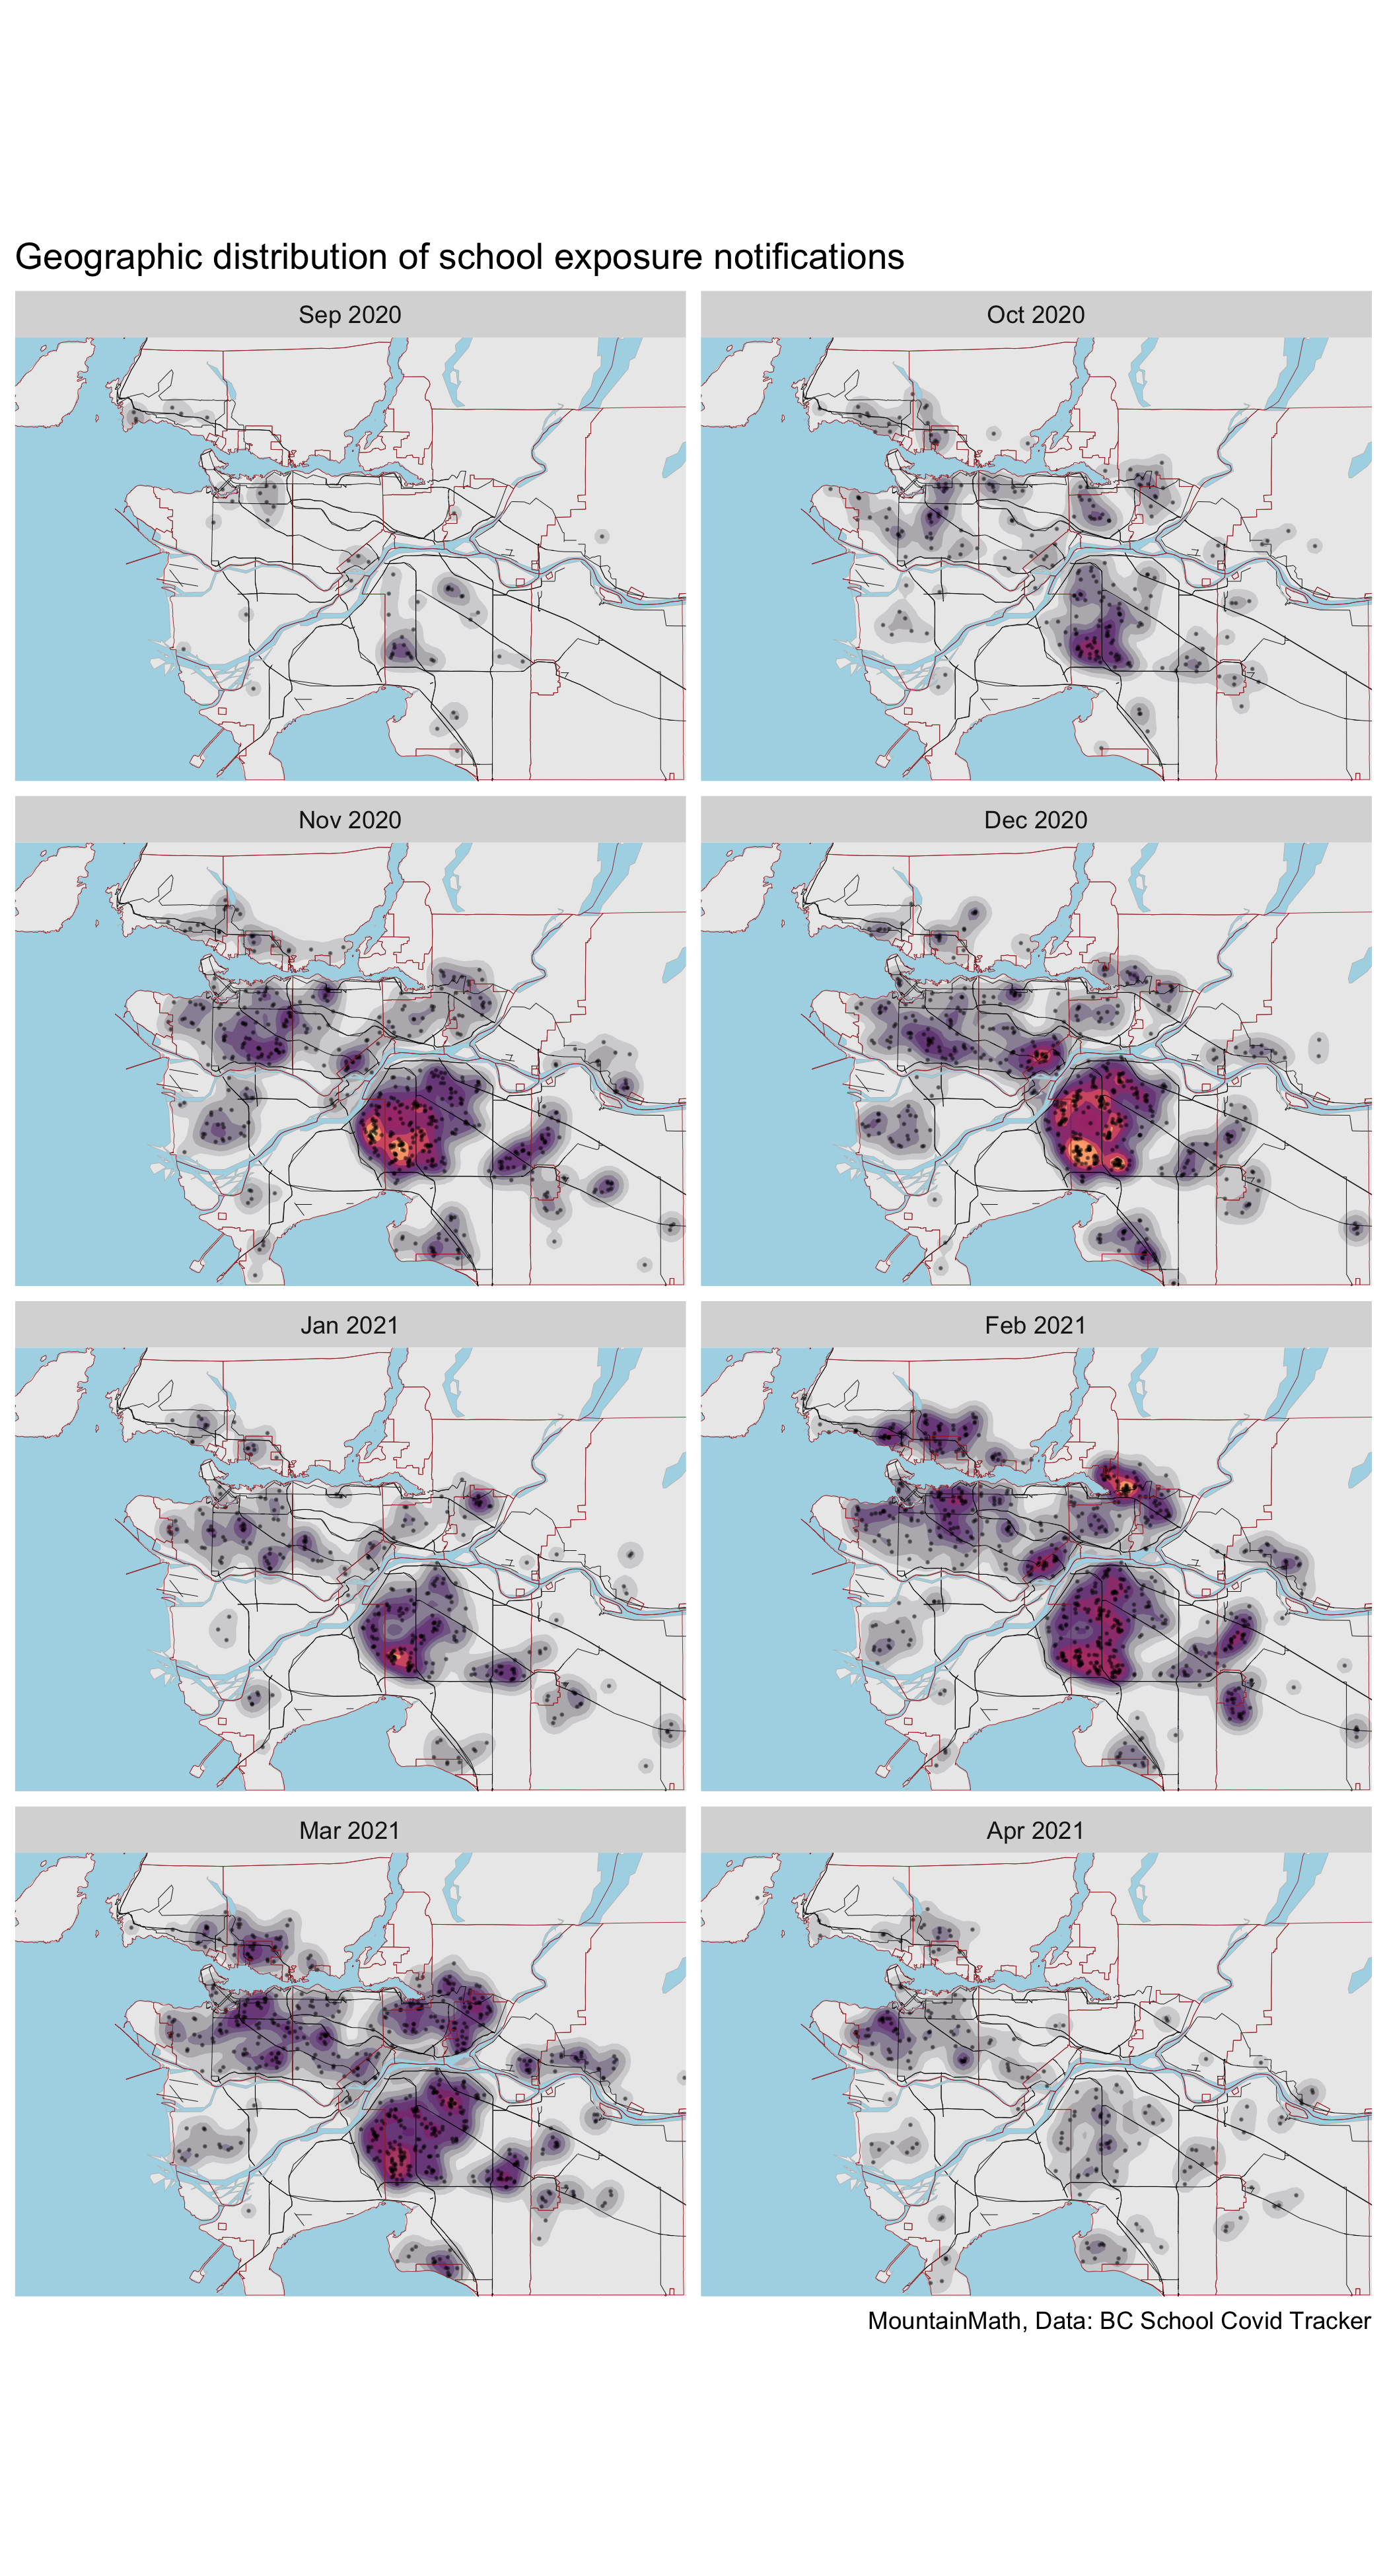 Geographic distribution of school exposure notifications
Sep 2020
Oct 2020
Nov 2020
Dec 2020
Jan 2021
Feb 2021
Mar 2021
Apr 2021
MountainMath, Data: BC School Covid Tracker